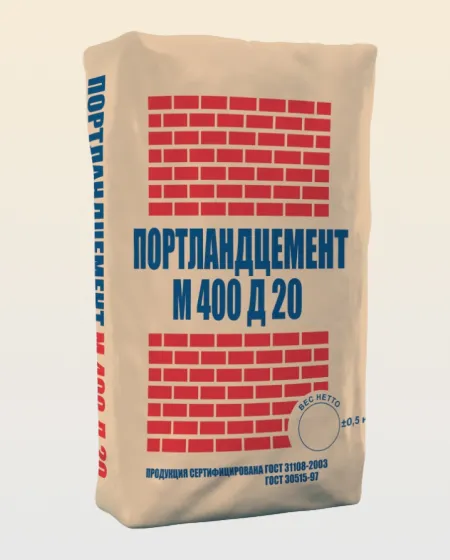 ПОРТЛАНДЦЕМЕНТ
М 400 Д 20
ВЕС НЕТТО
±0,5 к
ПРОДУКЦИЯ СЕРТИФИЦИРОВАНА ГОСТ 31108-2003
ГОСТ 30515-97
ПОРТЛАНДЦЕМЕНТ М 400 Д 20